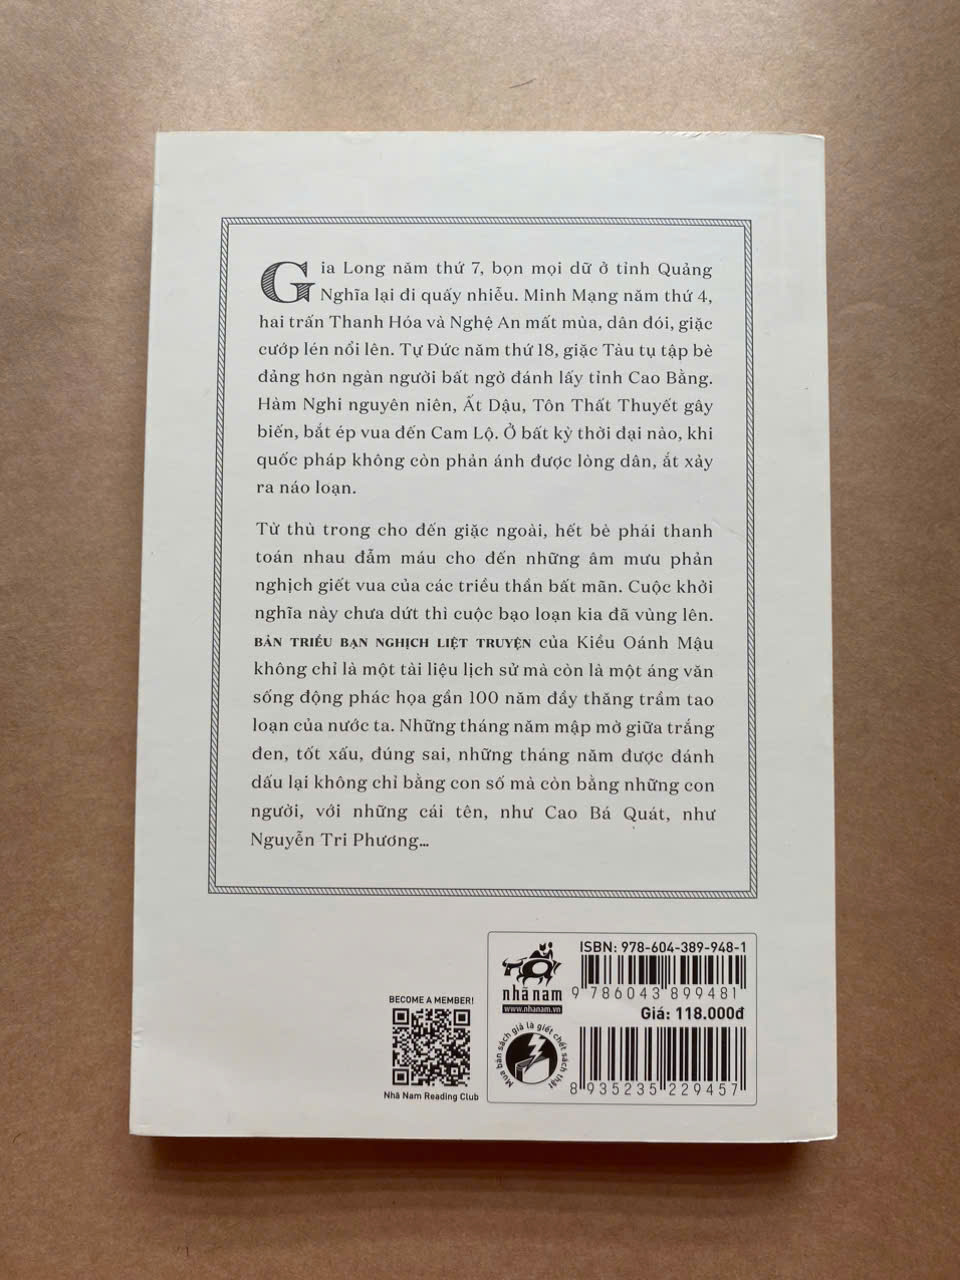 Gia Long năm thứ 7, bọn mọi dữ ở tỉnh Quảng
Nghĩa lại đi quấy nhiễu. Minh Mạng năm thứ 4,
hai trấn Thanh Hóa và Nghệ An mất mùa, dân đói, giặc
cướp lén nổi lên. Tự Đức năm thứ 18, giặc Tàu tụ tập bè
đảng hơn ngàn người bất ngờ đánh lấy tỉnh Cao Bằng.
Hàm Nghi nguyên niên, Ất Dậu, Tôn Thất Thuyết gây
biến, bắt ép vua đến Cam Lộ. Ở bất kỳ thời đại nào, khi
quốc pháp không còn phản ánh được lòng dân, ắt xảy
ra náo loạn.
Từ thù trong cho đến giặc ngoài, hết bè phái thanh
toán nhau đẫm máu cho đến những âm mưu phản
nghịch giết vua của các triều thần bất mãn. Cuộc khởi
nghĩa này chưa dứt thì cuộc bạo loạn kia đã vùng lên.
BẢN TRIỀU BẠN NGHỊCH LIỆT TRUYỆN của Kiều Oánh Mậu
không chỉ là một tài liệu lịch sử mà còn là một áng văn
sống động phác họa gần 100 năm đầy thăng trầm tao
loạn của nước ta. Những tháng năm mập mờ giữa trắng
đen, tốt xấu, đúng sai, những tháng năm được đánh
dấu lại không chỉ bằng con số mà còn bằng những con
người, với những cái tên, như Cao Bá Quát, như
Nguyễn Tri Phương...
ISBN: 978-604-389-948-1
9 786043 899481
nhã nam
www.nhanam.vn
Giá: 118.000đ
Mua bán sách giả là giết chết sách thật
8 935235 229457
BECOME A MEMBER!
Nhã Nam Reading Club